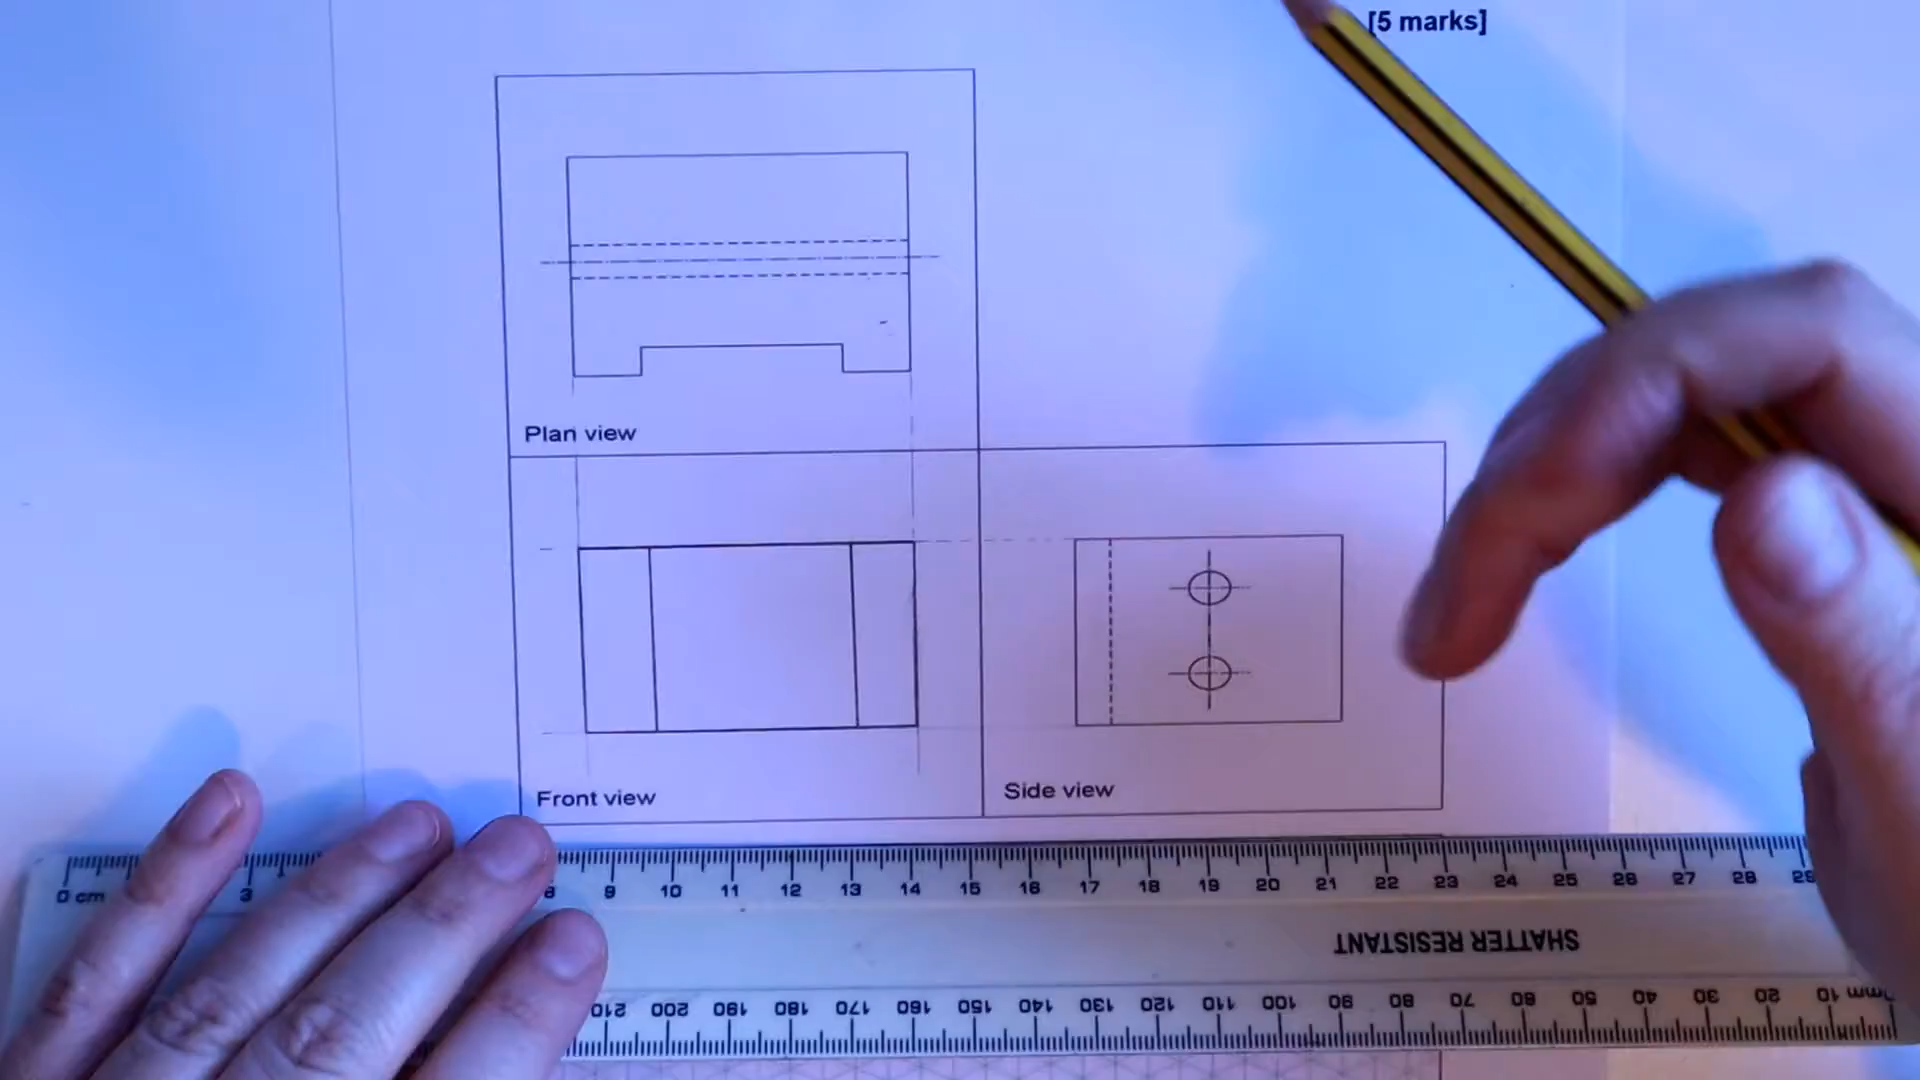 [5 marks]
Plan view
Front view
Side view
0 cm 3 8 9 10 11 12 13 14 15 16 17 18 19 20 21 22 23 24 25 26 27 28 29
SHATTER RESISTANT
210 200 190 180 170 160 150 140 130 120 110 100 90 80 70 60 50 40 30 20 10 mm